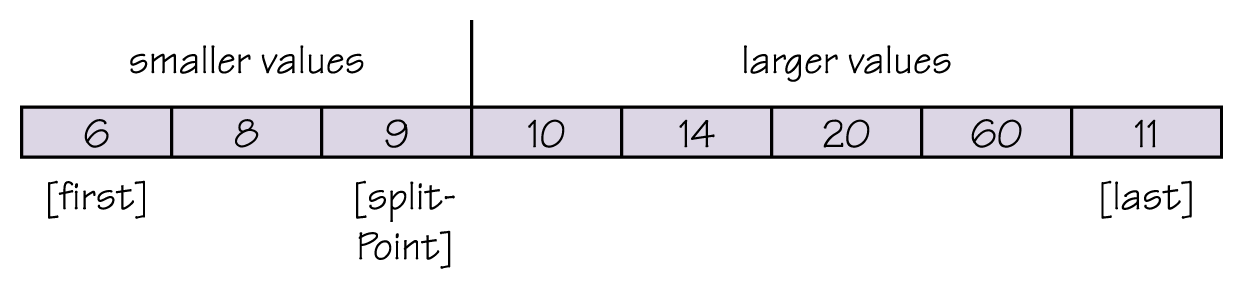 smaller values larger values
6 8 9 10 14 20 60 11
[first] [split- [last]
Point]